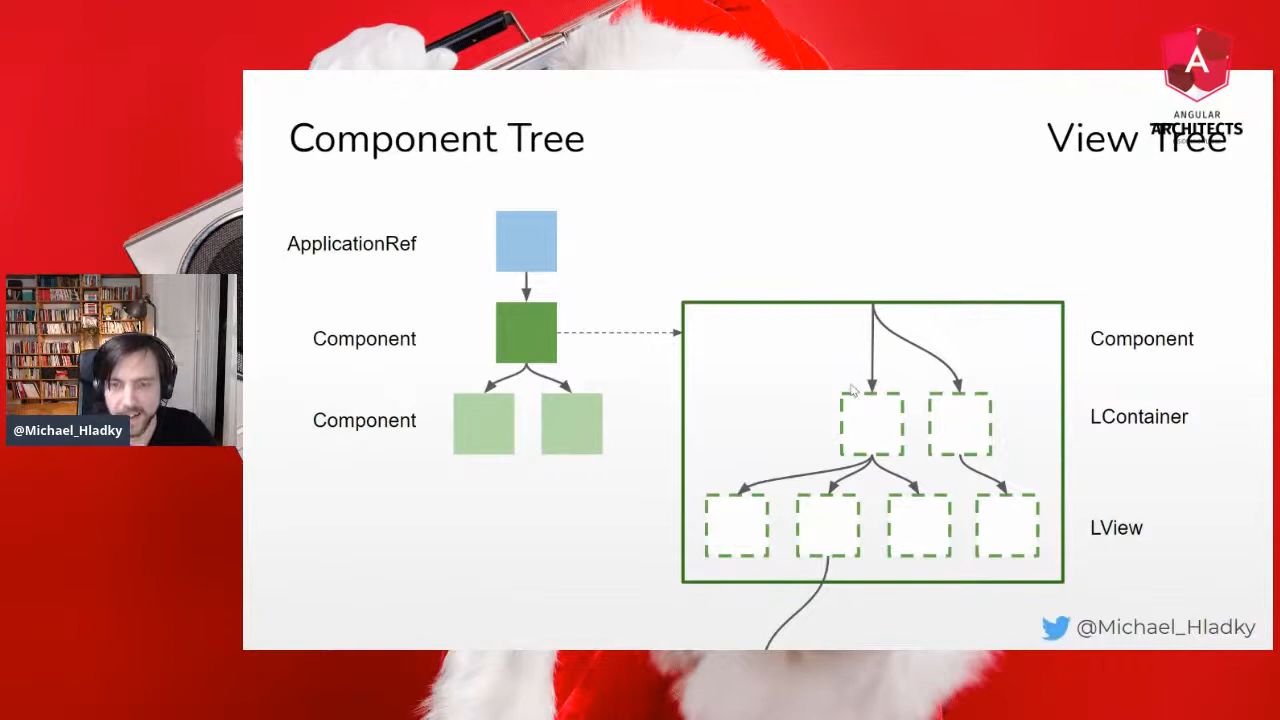 Component Tree
View Tree
A
ANGULAR
ARCHITECTS
ApplicationRef
Component
Component
Component
LContainer
LView
@Michael_Hladky
@Michael_Hladky